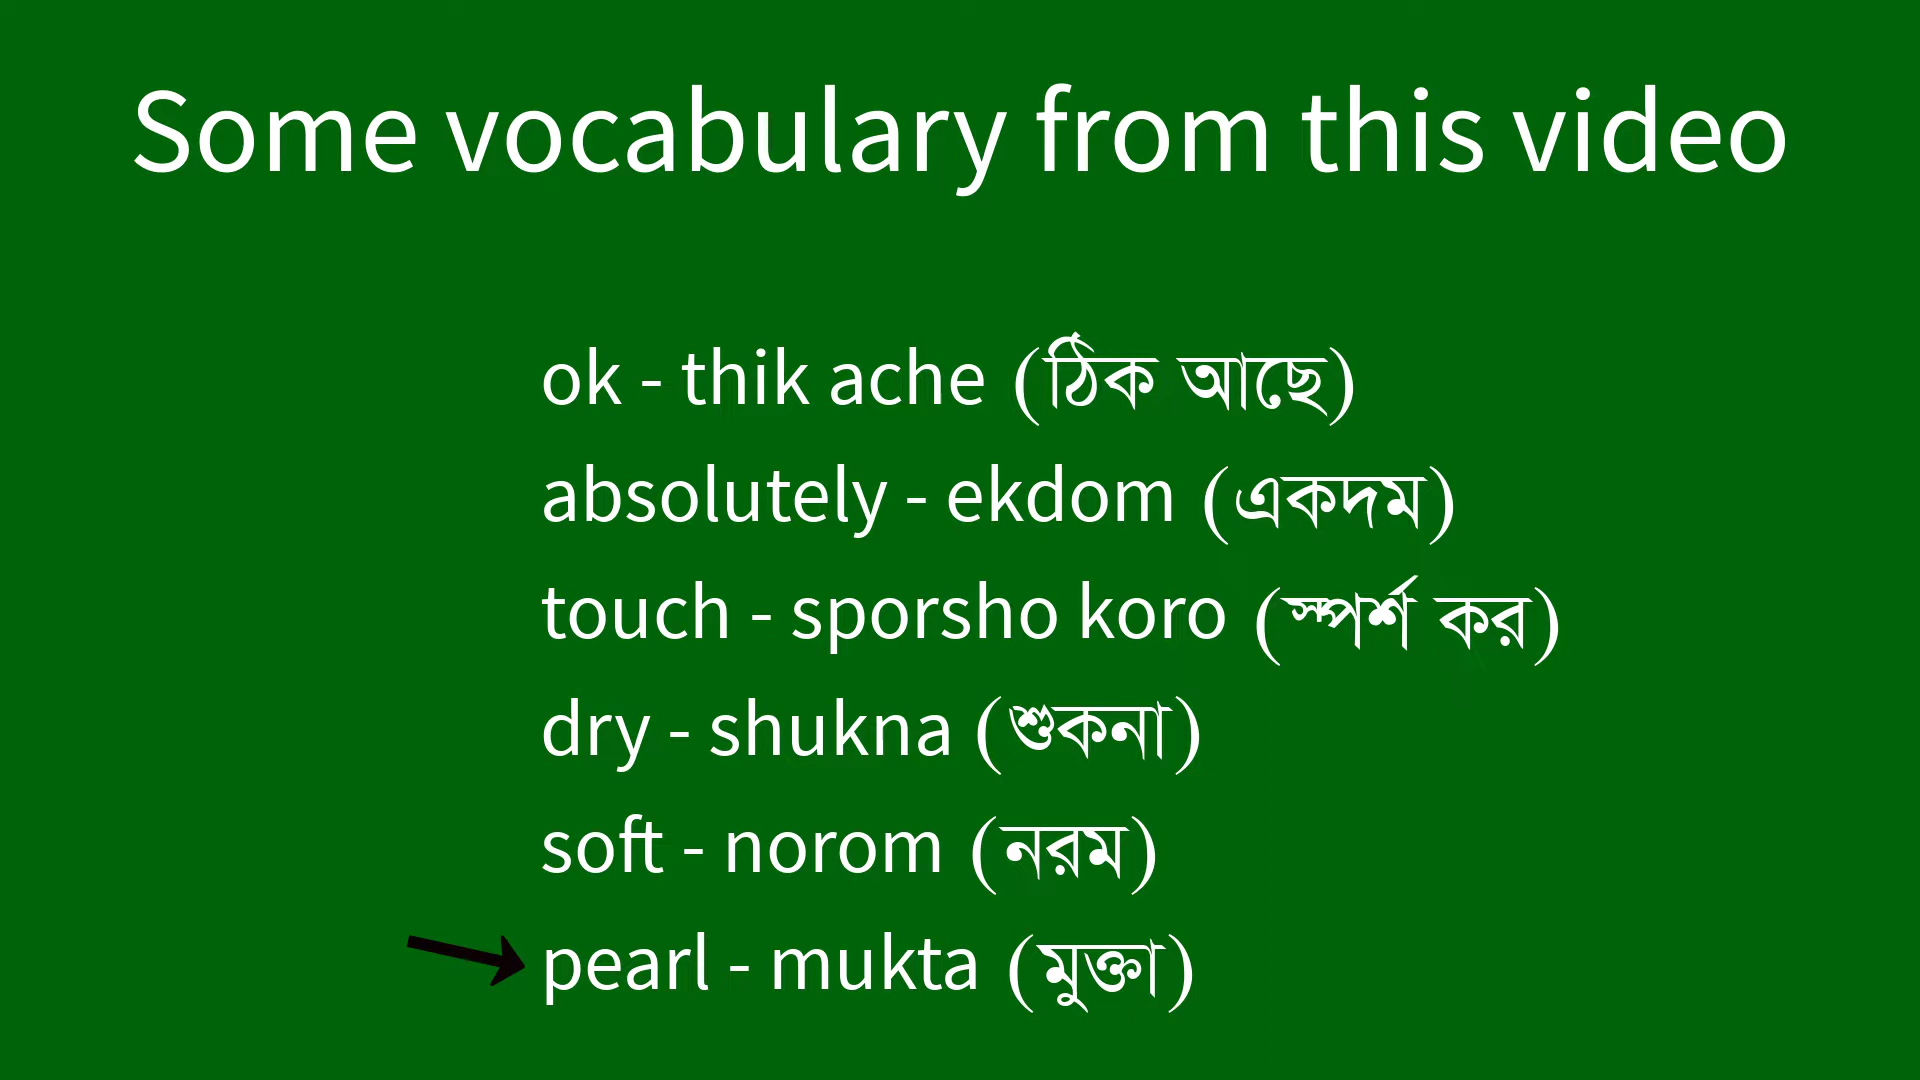 Some vocabulary from this video
ok - thik ache (ঠিক আছে)
absolutely - ekdom (একদম)
touch - sporsho koro (স্পর্শ কর)
dry - shukna (শুকনা)
soft - norom (নরম)
pearl - mukta (মুক্তা)